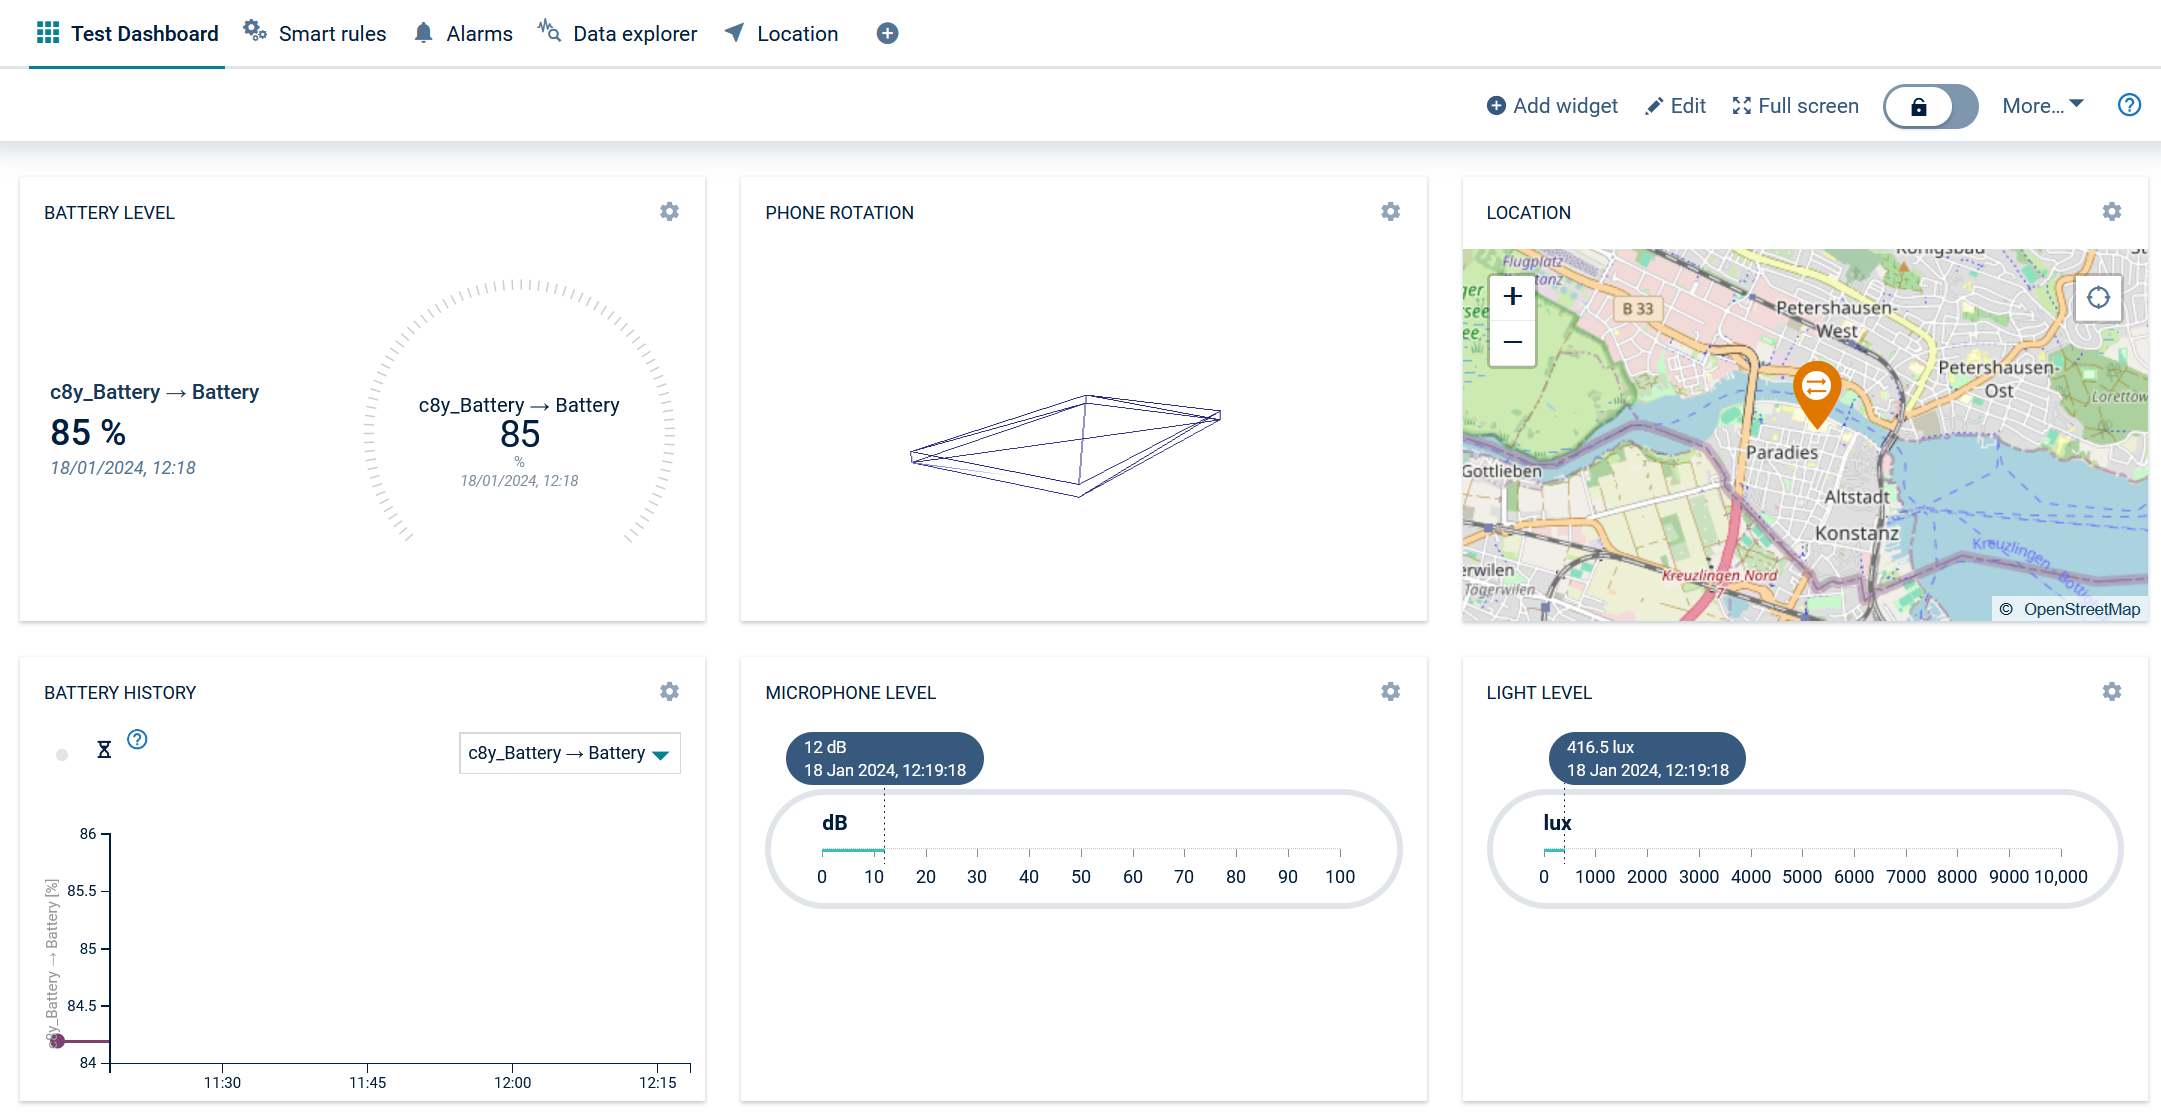 Test Dashboard
Smart rules
Alarms
Data explorer
Location
Add widget
Edit
Full screen
More...
BATTERY LEVEL
c8y_Battery → Battery
85 %
18/01/2024, 12:18
c8y_Battery → Battery
85
%
18/01/2024, 12:18
PHONE ROTATION
LOCATION
+
−
Flugplatz
B 33
Petershausen-
West
Petershausen-
Ost
Paradies
Gottlieben
Altstadt
Konstanz
Kreuzlingen Nord
7
Tägerwilen
© OpenStreetMap
BATTERY HISTORY
c8y_Battery → Battery
86
85.5
85
84.5
84
11:30
11:45
12:00
12:15
c8y_Battery → Battery [%]
MICROPHONE LEVEL
12 dB
18 Jan 2024, 12:19:18
dB
0 10 20 30 40 50 60 70 80 90 100
LIGHT LEVEL
416.5 lux
18 Jan 2024, 12:19:18
lux
0 1000 2000 3000 4000 5000 6000 7000 8000 9000 10,000